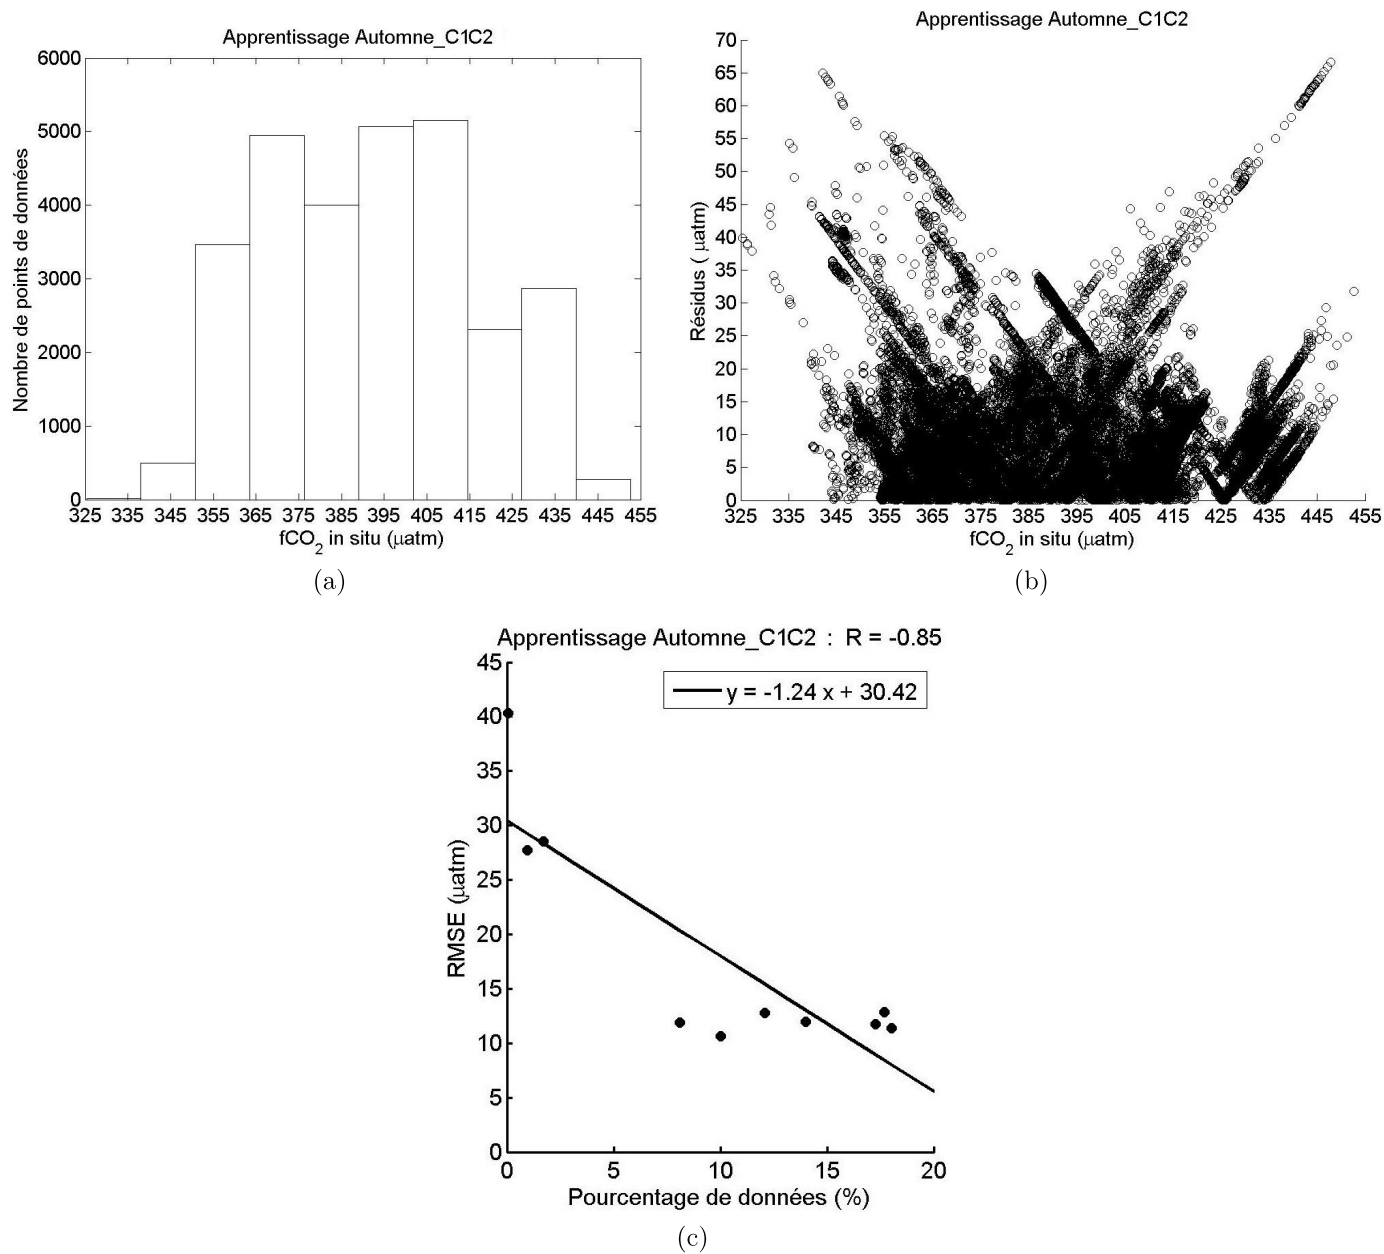 Apprentissage Automne_C1C2
6000
5000
4000
3000
2000
1000
0
Nombre de points de données
325 335 345 355 365 375 385 395 405 415 425 435 445 455
fCO2 in situ (μatm)
(a)
Apprentissage Automne_C1C2
70
65
60
55
50
45
40
35
30
25
20
15
10
5
0
Résidus ( μatm)
325 335 345 355 365 375 385 395 405 415 425 435 445 455
fCO2 in situ (μatm)
(b)
Apprentissage Automne_C1C2 : R = -0.85
y = -1.24 x + 30.42
45
40
35
30
25
20
15
10
5
0
RMSE (μatm)
0 5 10 15 20
Pourcentage de données (%)
(c)